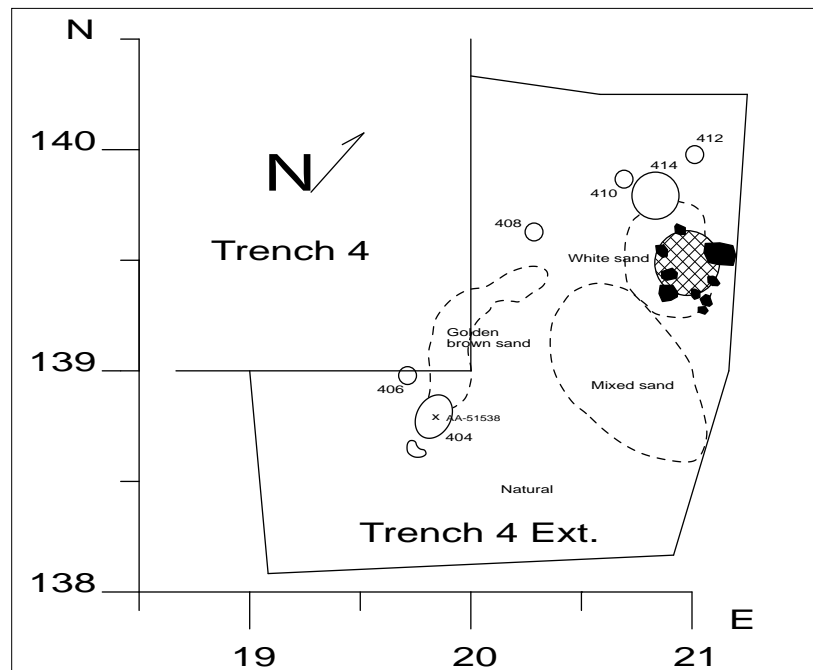 N
140
412
414
N
410
408
Trench 4
White sand
Golden
brown sand
139
406
Mixed sand
AA-51538
404
Natural
Trench 4 Ext.
138
E
19
20
21